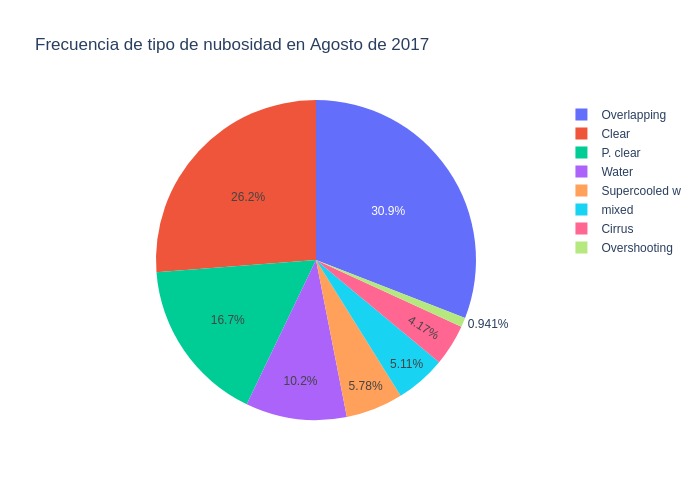 Frecuencia de tipo de nubosidad en Agosto de 2017
Overlapping
Clear
P. clear
Water
Supercooled w
mixed
Cirrus
Overshooting
26.2%
30.9%
16.7%
10.2%
5.78%
5.11%
4.17%
0.941%